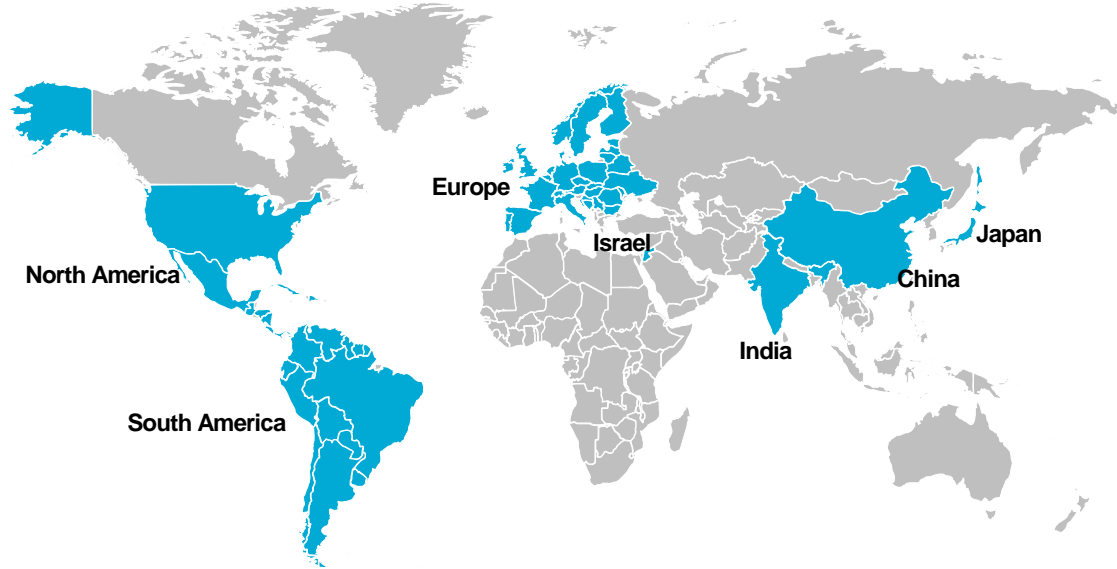 Europe
Israel
Japan
North America
China
India
South America